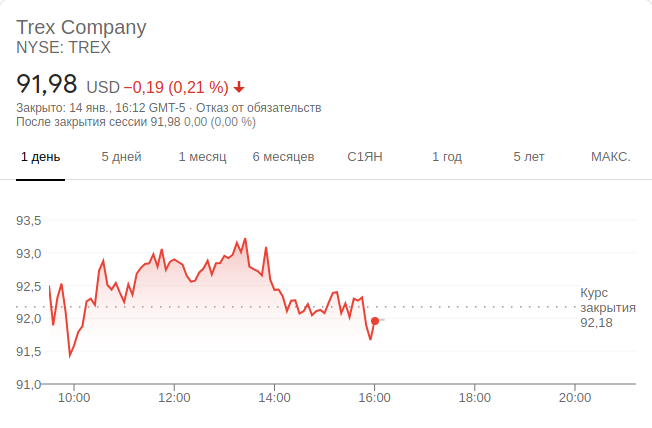 Trex Company
NYSE: TREX
91,98 USD −0,19 (0,21 %)
Закрыто: 14 янв., 16:12 GMT-5 · Отказ от обязательств
После закрытия сессии 91,98 0,00 (0,00 %)
1 день 5 дней 1 месяц 6 месяцев С1ЯН 1 год 5 лет МАКС.
93,5
93,0
92,5
92,0
91,5
91,0
Курс
закрытия
92,18
10:00 12:00 14:00 16:00 18:00 20:00